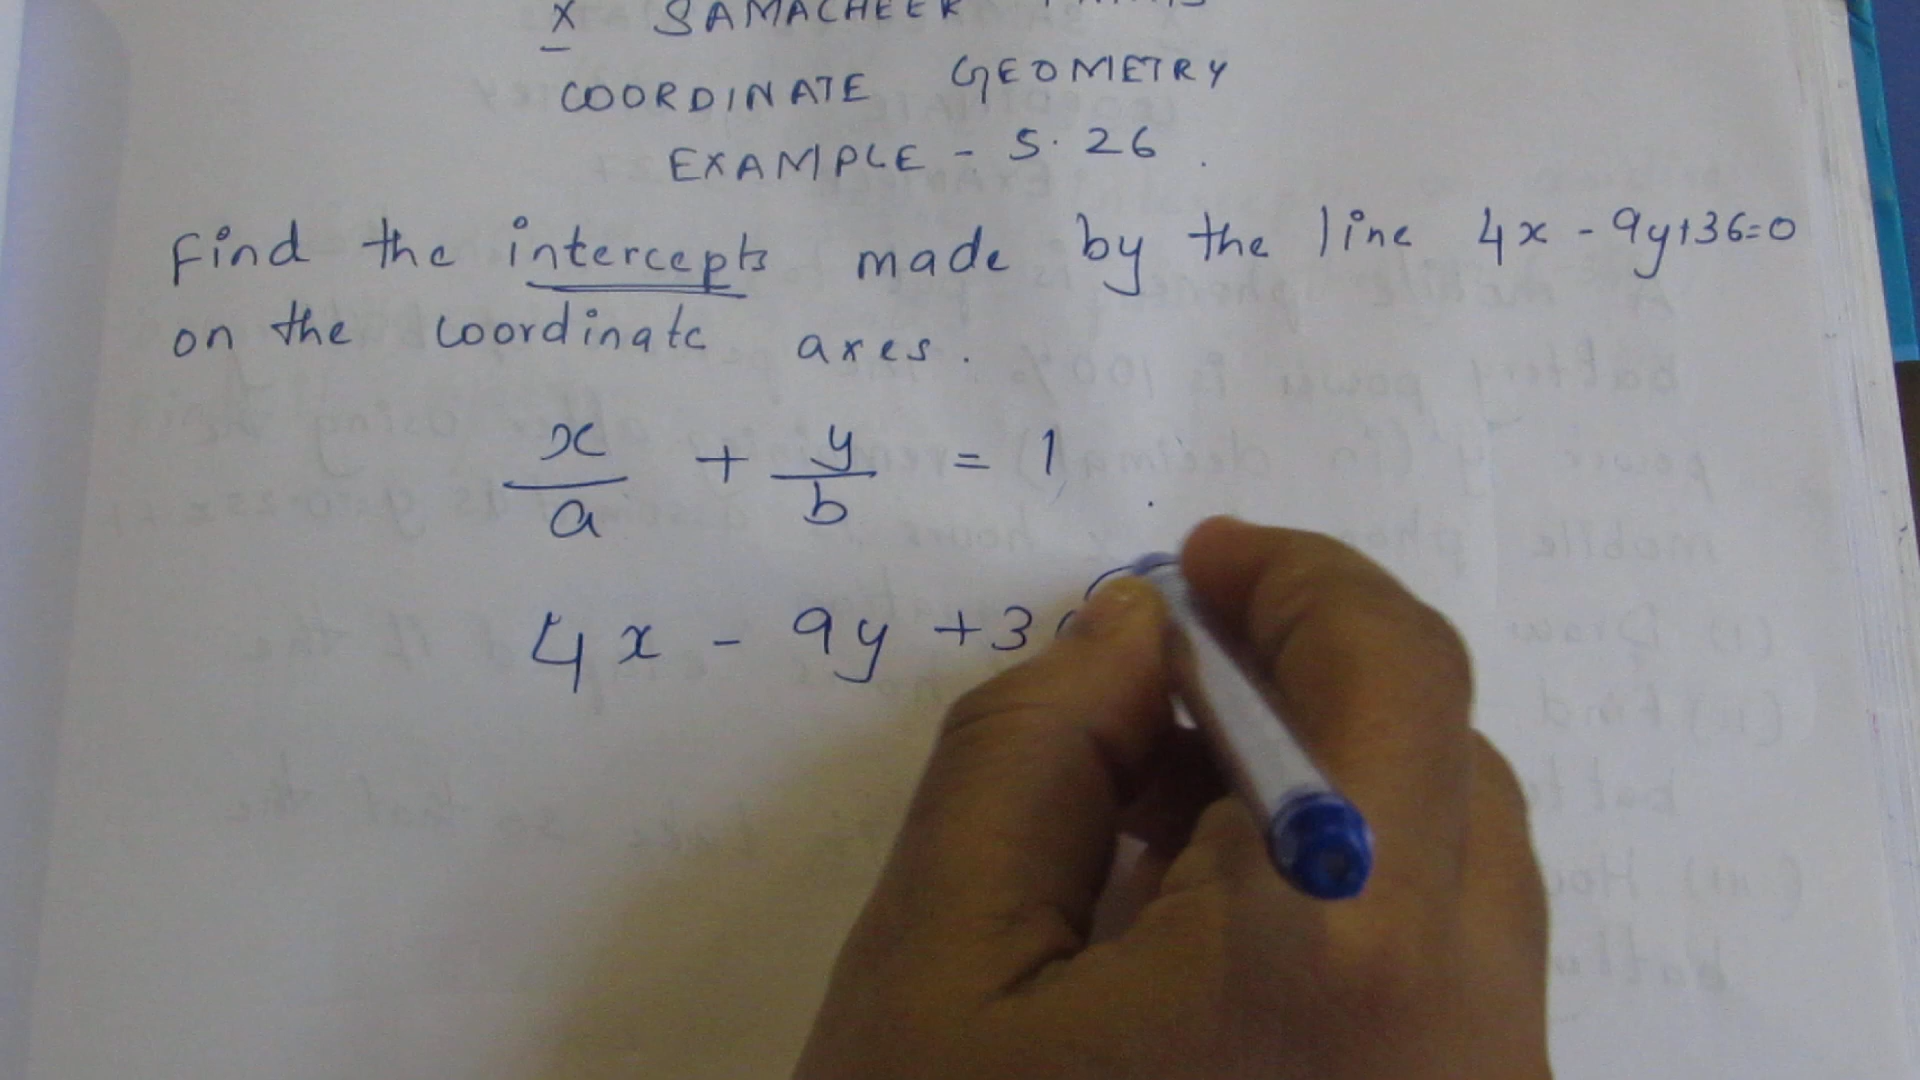 X SAMACHEER
COORDINATE GEOMETRY
EXAMPLE - 5.26.
Find the intercepts made by the line 4x - 9y+36=0
on the coordinate axes.
x/a + y/b = 1
4x - 9y + 3